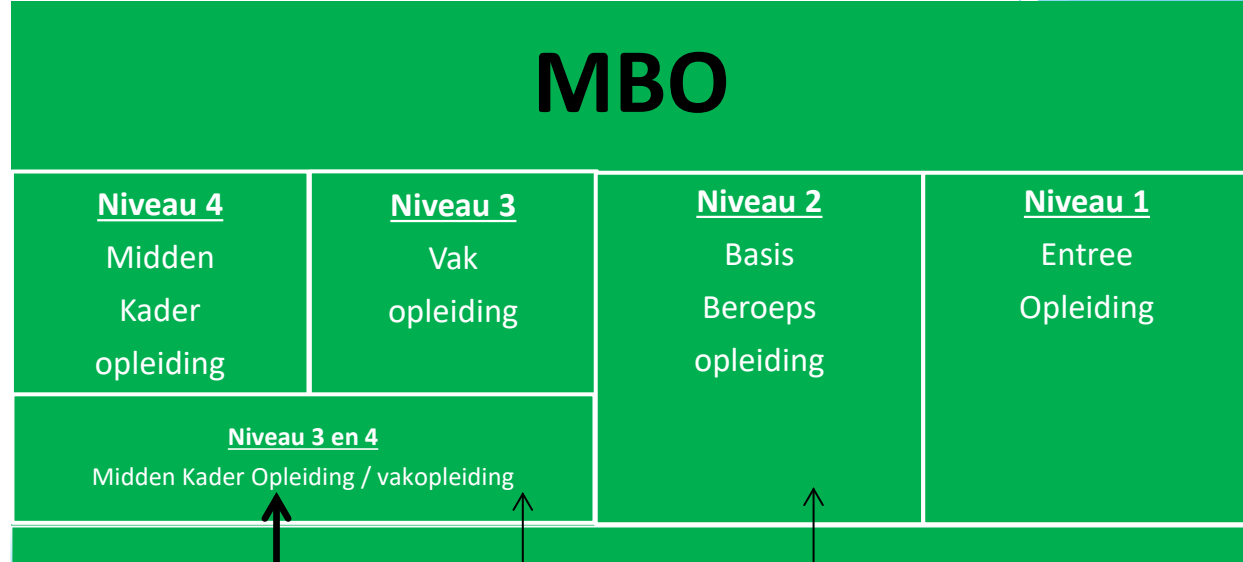 MBO
Niveau 4
Midden
Kader
opleiding
Niveau 3
Vak
opleiding
Niveau 2
Basis
Beroeps
opleiding
Niveau 1
Entree
Opleiding
Niveau 3 en 4
Midden Kader Opleiding / vakopleiding